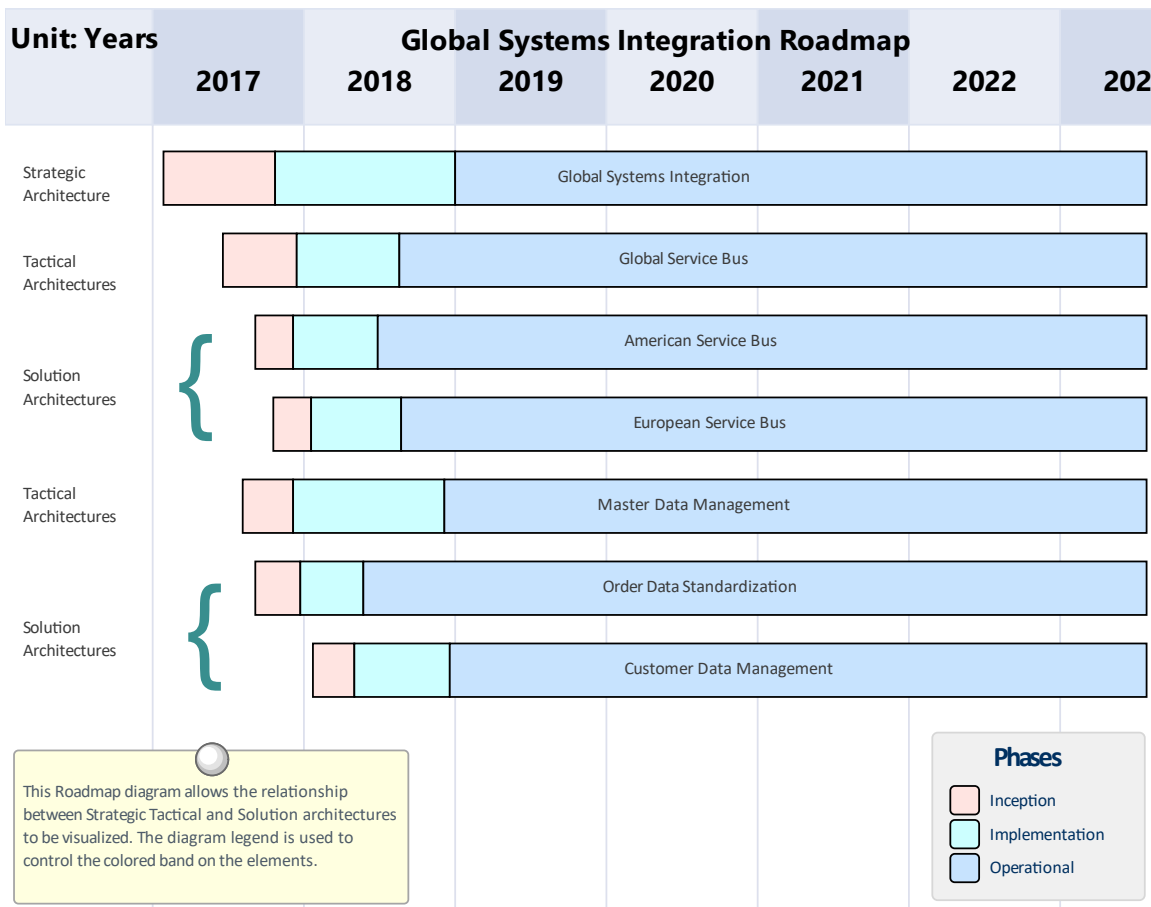 Unit: Years
Global Systems Integration Roadmap
2017 2018 2019 2020 2021 2022 202
Strategic
Architecture
Global Systems Integration
Tactical
Architectures
Global Service Bus
American Service Bus
Solution
Architectures
European Service Bus
Tactical
Architectures
Master Data Management
Order Data Standardization
Solution
Architectures
Customer Data Management
This Roadmap diagram allows the relationship
between Strategic Tactical and Solution architectures
to be visualized. The diagram legend is used to
control the colored band on the elements.
Phases
Inception
Implementation
Operational